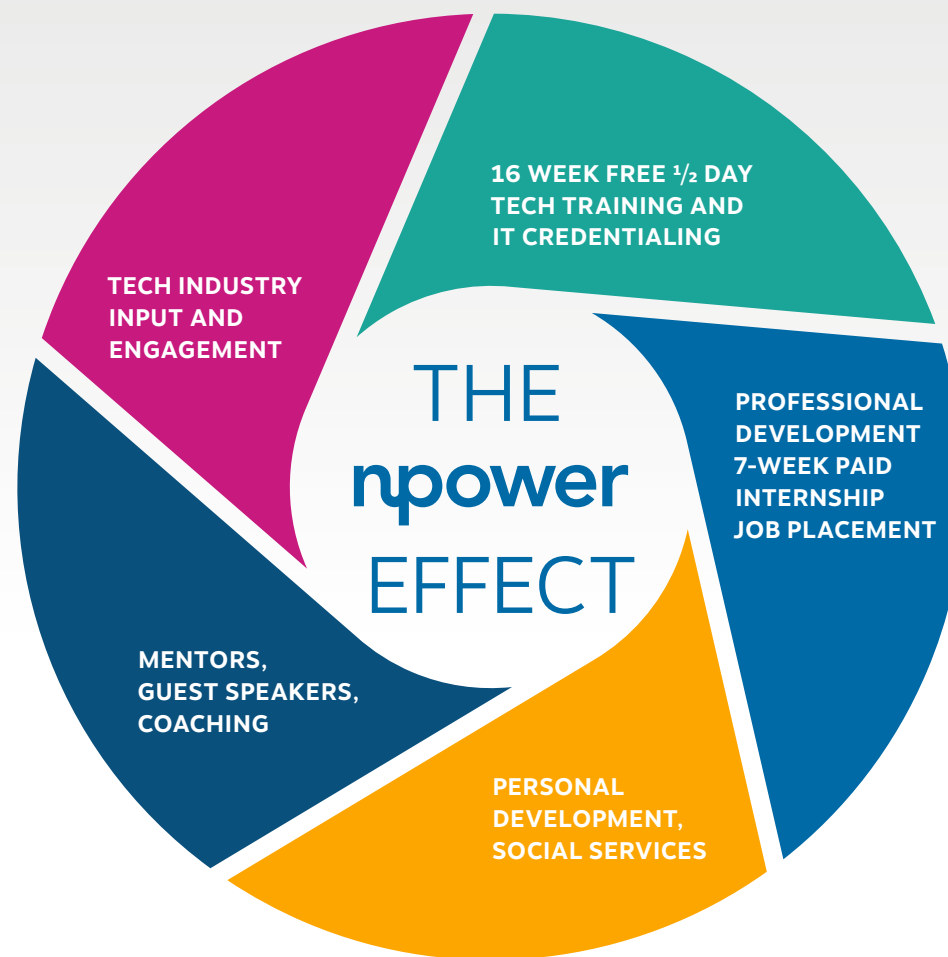 16 WEEK FREE ½ DAY
TECH TRAINING AND
IT CREDENTIALING
TECH INDUSTRY
INPUT AND
ENGAGEMENT
THE
npower
EFFECT
PROFESSIONAL
DEVELOPMENT
7-WEEK PAID
INTERNSHIP
JOB PLACEMENT
MENTORS,
GUEST SPEAKERS,
COACHING
PERSONAL
DEVELOPMENT,
SOCIAL SERVICES